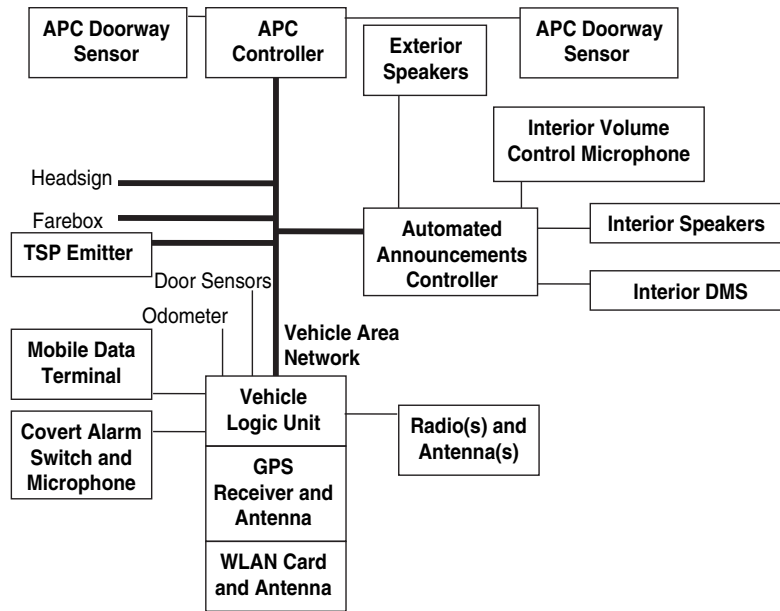 APC Doorway
Sensor
APC
Controller
Exterior
Speakers
APC Doorway
Sensor
Interior Volume
Control Microphone
Headsign
Farebox
TSP Emitter
Automated
Announcements
Controller
Interior Speakers
Interior DMS
Door Sensors
Odometer
Vehicle Area
Network
Mobile Data
Terminal
Vehicle
Logic Unit
Covert Alarm
Switch and
Microphone
Radio(s) and
Antenna(s)
GPS
Receiver and
Antenna
WLAN Card
and Antenna